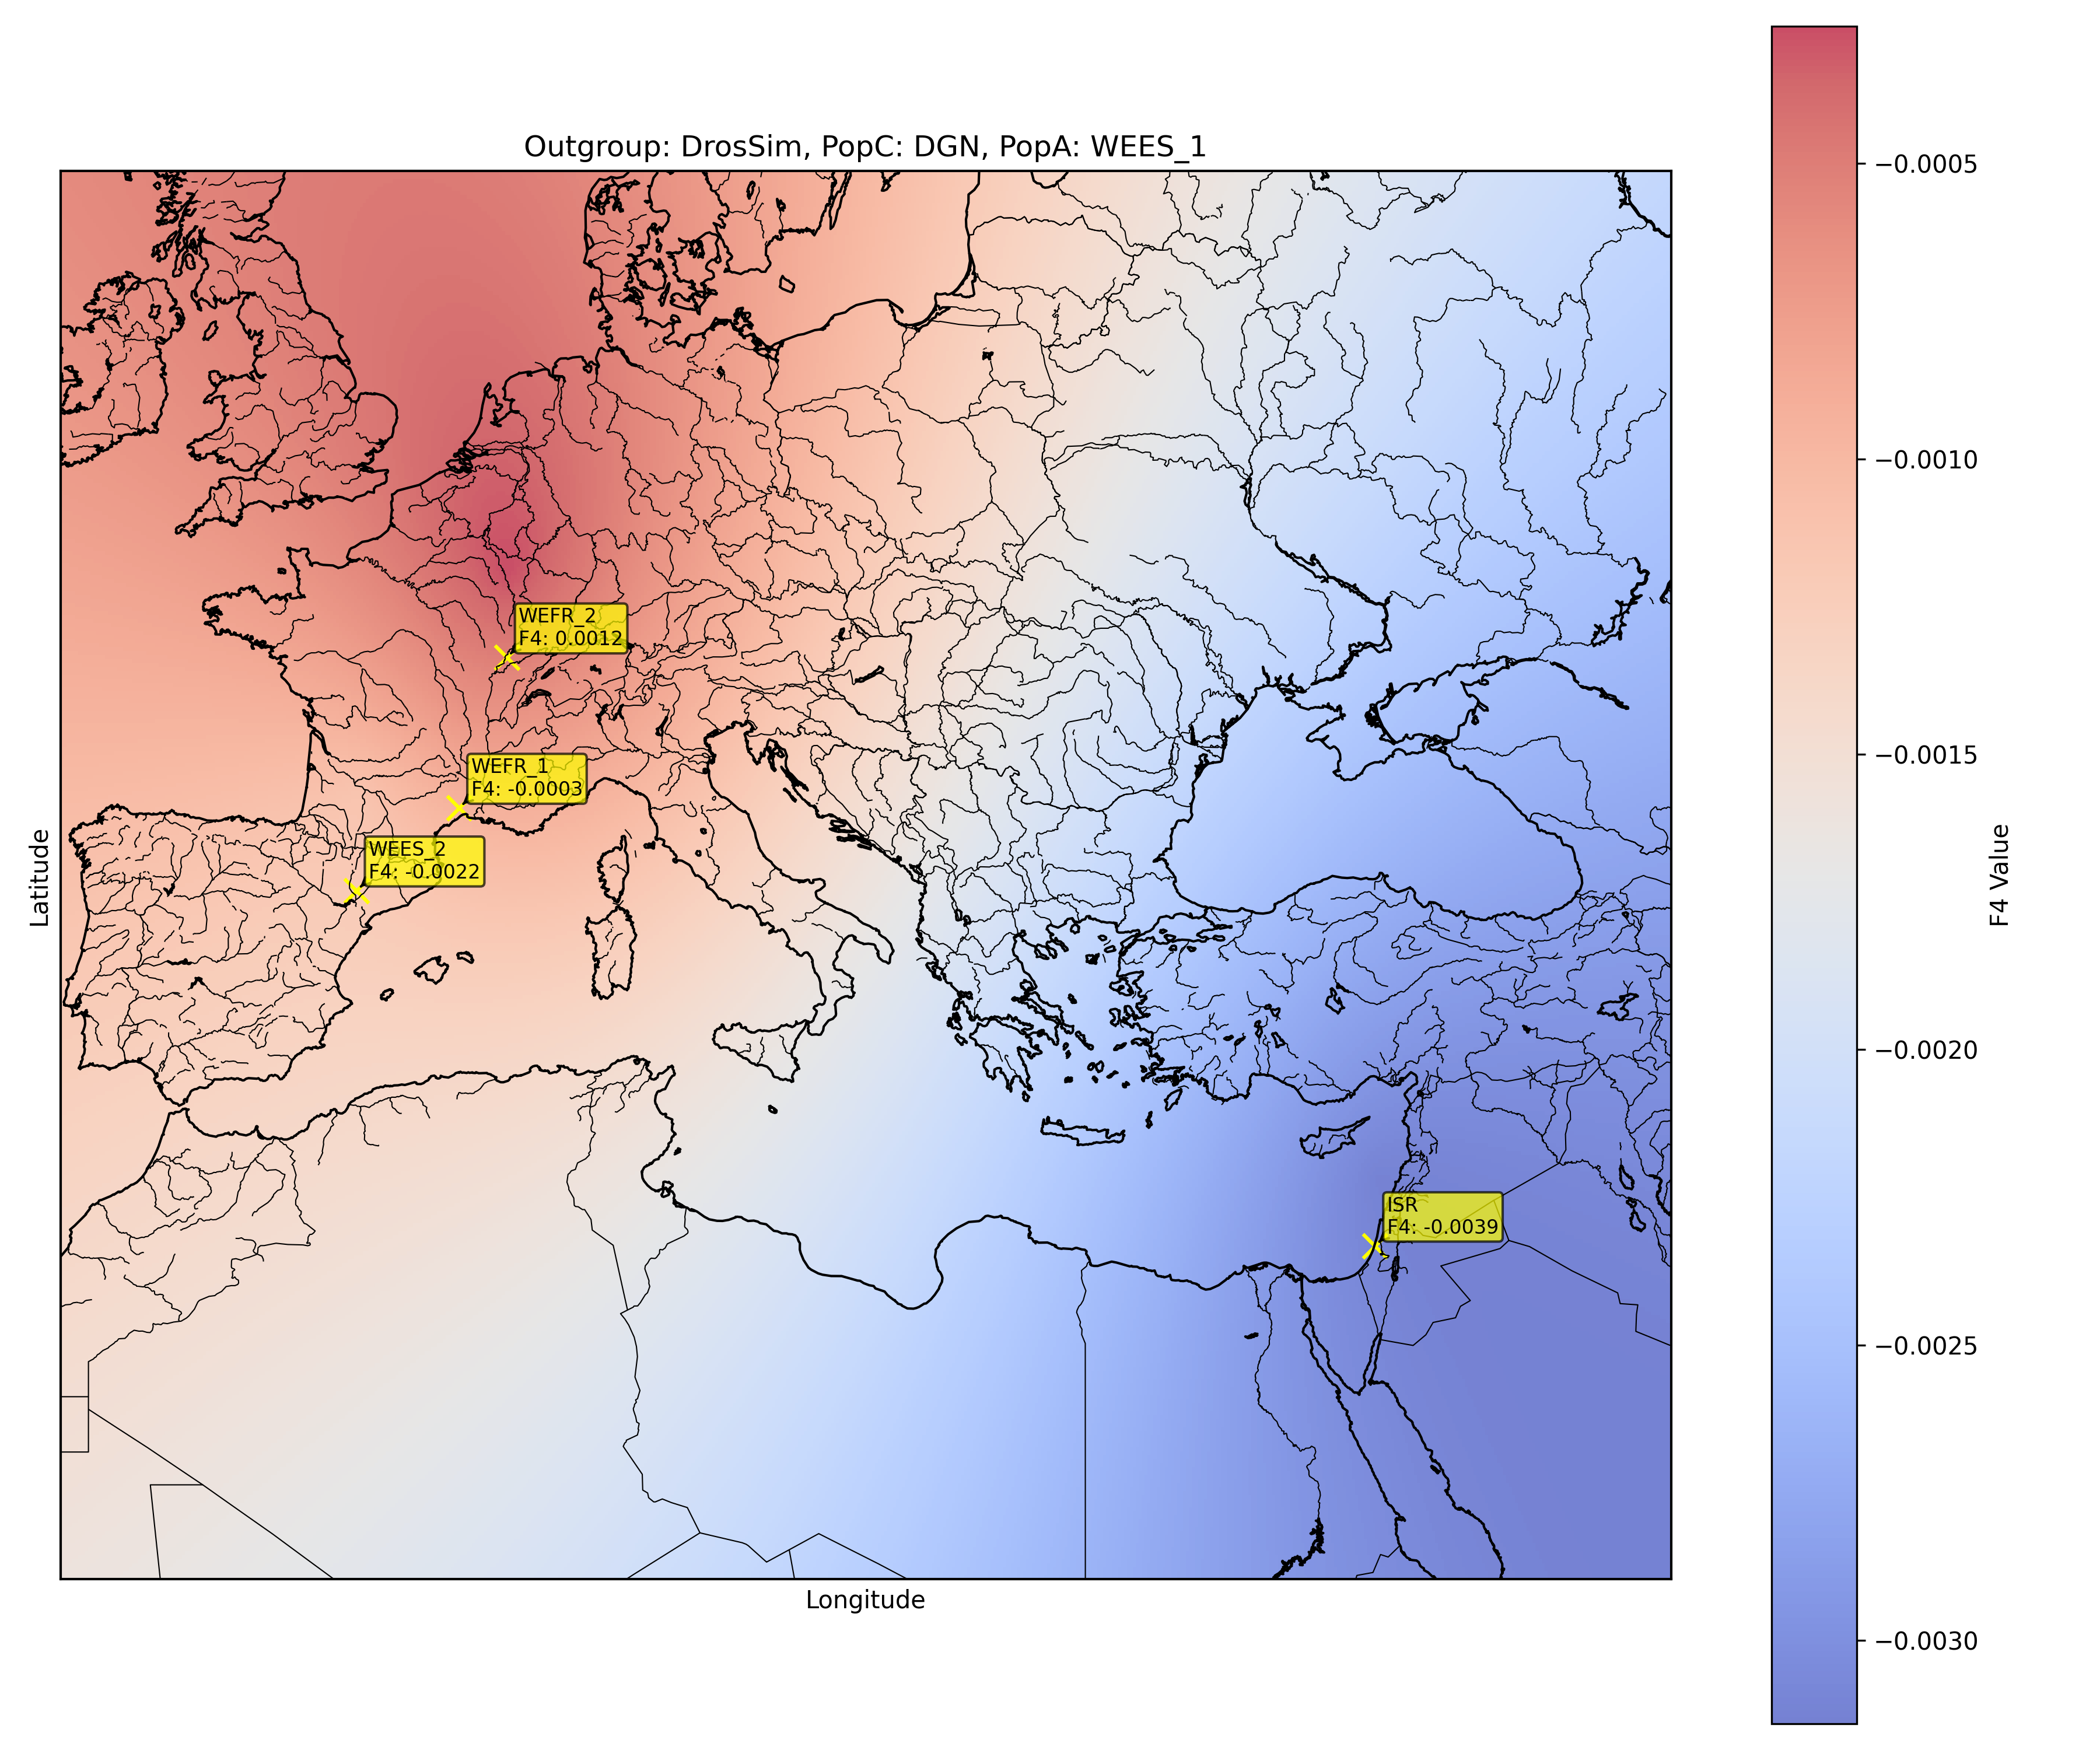 Outgroup: DrosSim, PopC: DGN, PopA: WEES_1
WEFR_2
F4: 0.0012
WEFR_1
F4: -0.0003
WEES_2
F4: -0.0022
ISR
F4: -0.0039
Latitude
Longitude
−0.0005
−0.0010
−0.0015
−0.0020
−0.0025
−0.0030
F4 Value